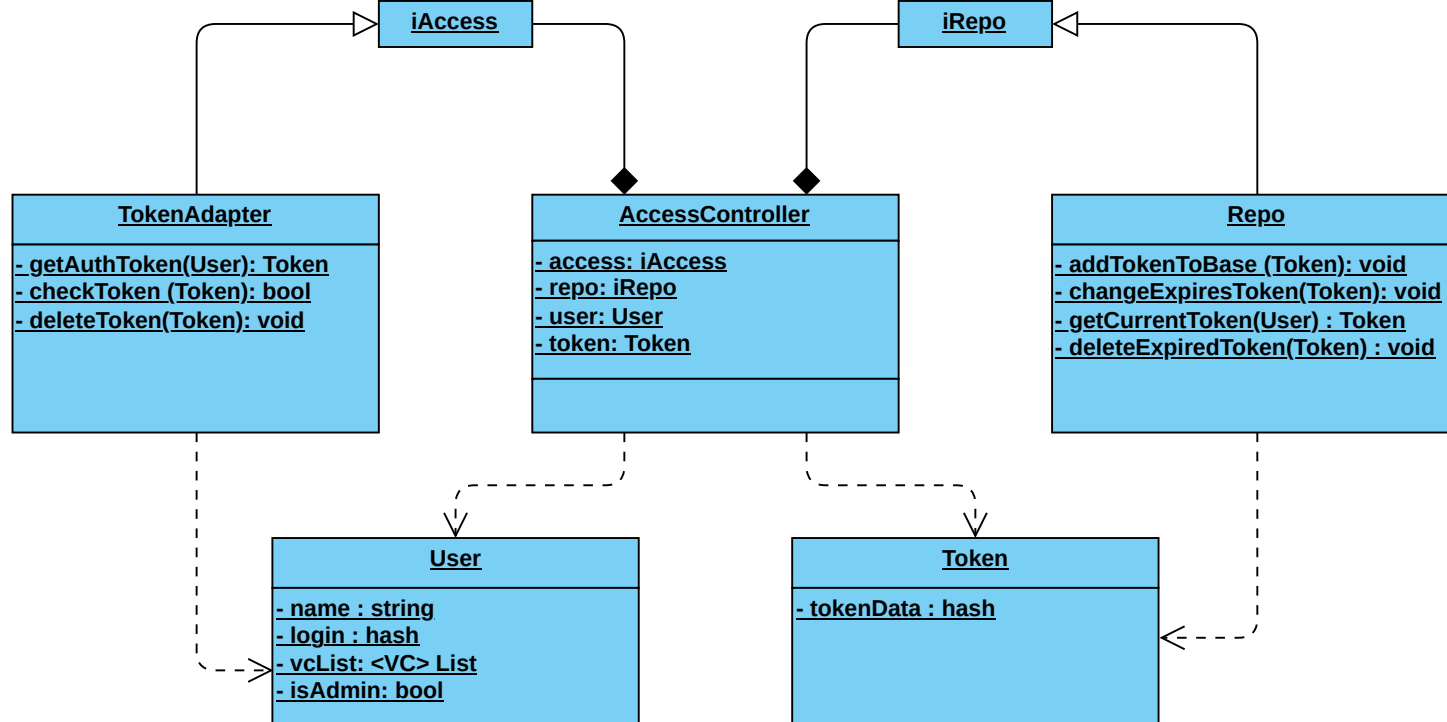 iAccess
iRepo
TokenAdapter
- getAuthToken(User): Token
- checkToken (Token): bool
- deleteToken(Token): void
AccessController
- access: iAccess
- repo: iRepo
- user: User
- token: Token
Repo
- addTokenToBase (Token): void
- changeExpiresToken(Token): void
- getCurrentToken(User) : Token
- deleteExpiredToken(Token) : void
User
- name : string
- login : hash
- vcList: <VC> List
- isAdmin: bool
Token
- tokenData : hash